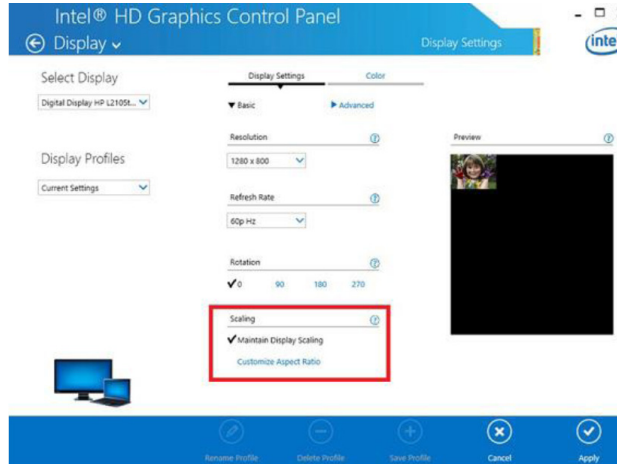 Intel® HD Graphics Control Panel
Display
Display Settings
inte
Select Display
Digital Display HP L2105t...
Display Profiles
Current Settings
Display Settings
Color
Basic
Advanced
Resolution
?
1280 x 800
Refresh Rate
?
60p Hz
Rotation
?
0
90
180
270
Scaling
?
Maintain Display Scaling
Customize Aspect Ratio
Preview
?
Rename Profile
Delete Profile
Save Profile
Cancel
Apply